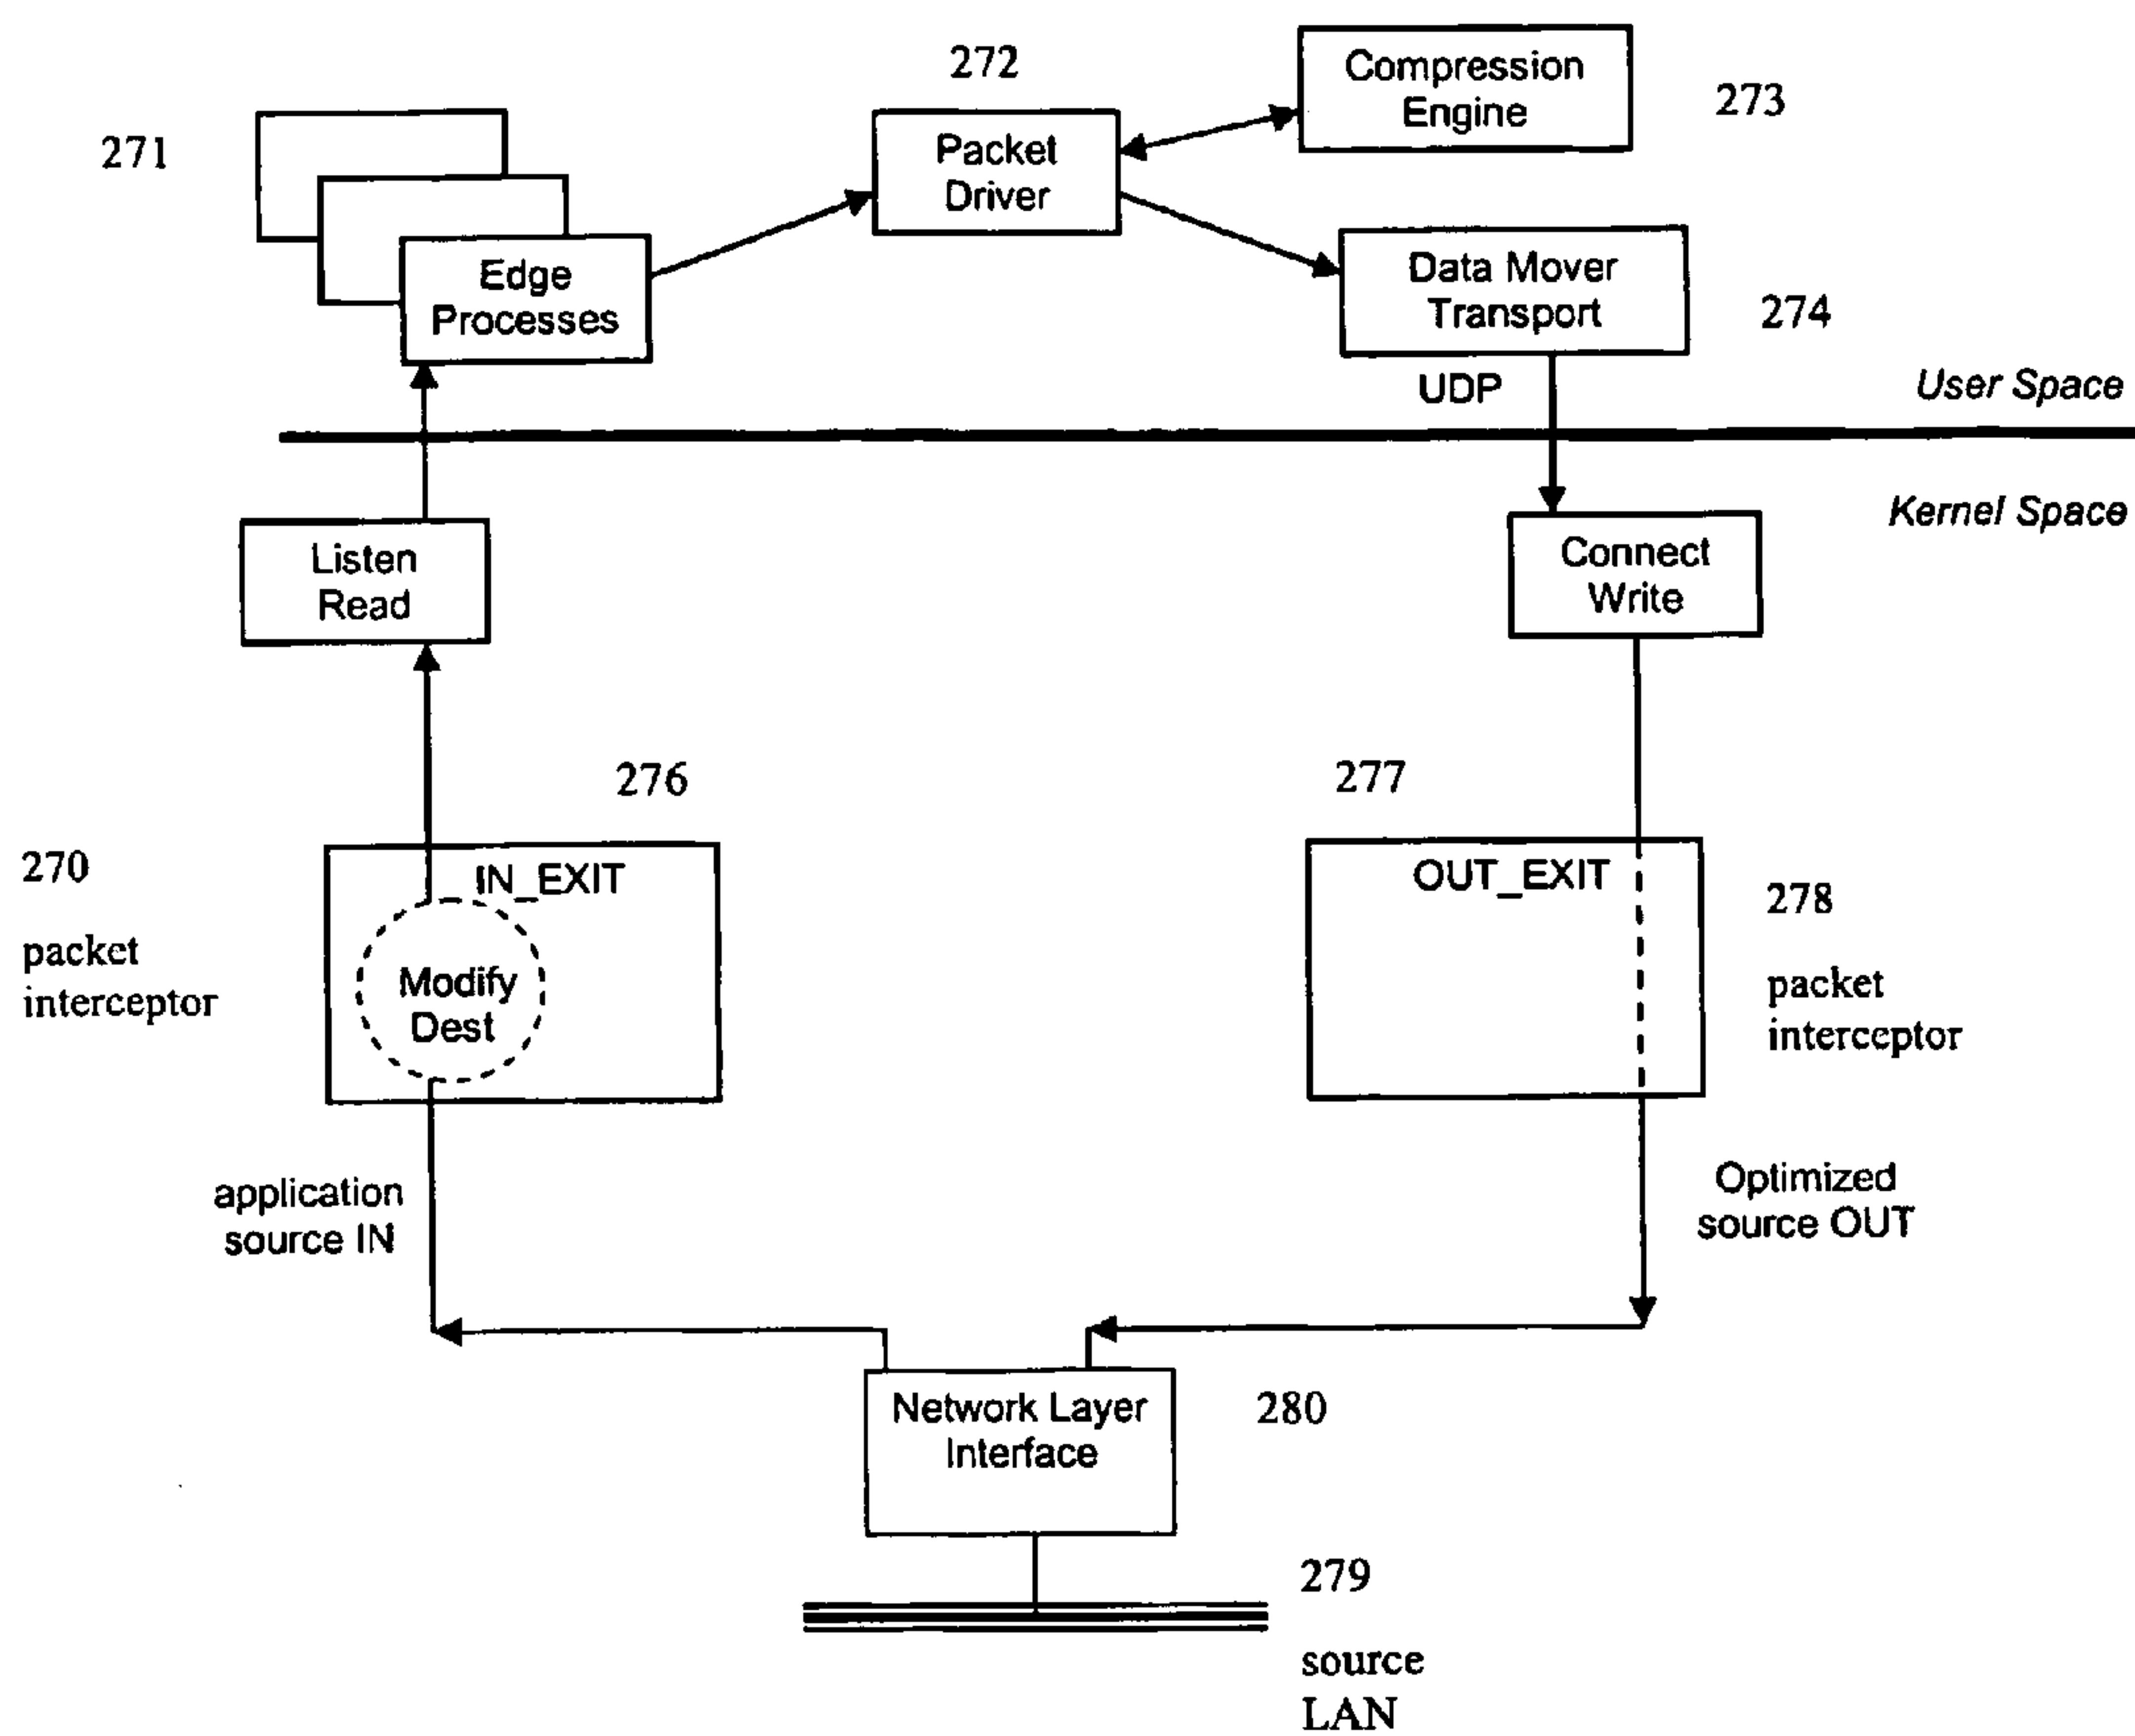 272
Compression
Engine
273
271
Packet
Driver
Edge
Processes
Data Mover
Transport
274
UDP
User Space
Kernel Space
Listen
Read
Connect
Write
276
277
270
packet
interceptor
IN_EXIT
Modify
Dest
OUT_EXIT
278
packet
interceptor
application
source IN
Optimized
source OUT
Network Layer
Interface
280
279
source
LAN